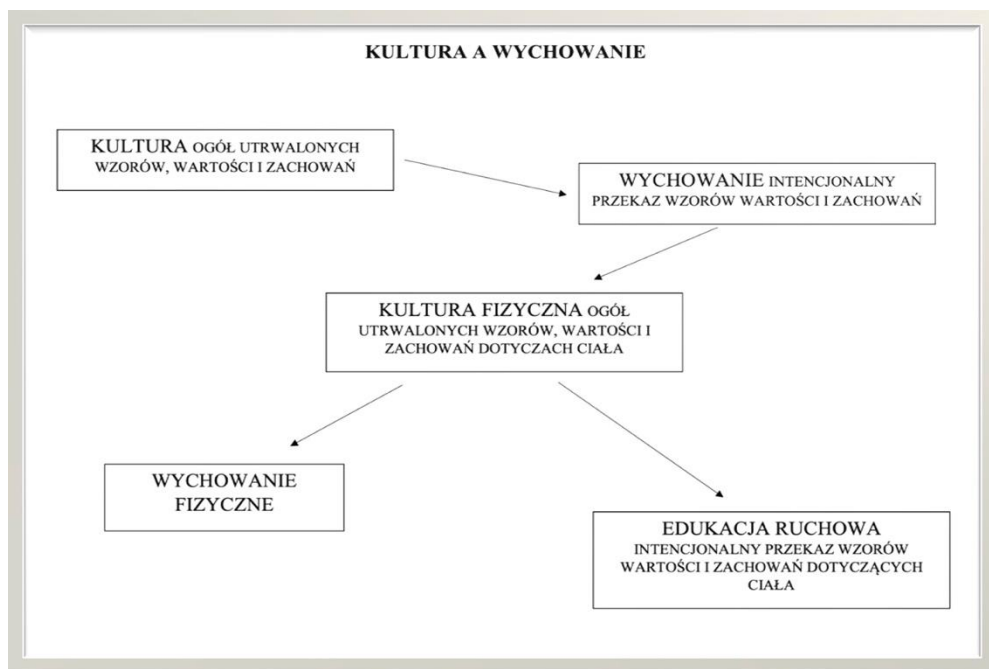 KULTURA A WYCHOWANIE
KULTURA OGÓŁ UTRWALONYCH
WZORÓW, WARTOŚCI I ZACHOWAŃ
WYCHOWANIE INTENCJONALNY
PRZEKAZ WZORÓW WARTOŚCI I ZACHOWAŃ
KULTURA FIZYCZNA OGÓŁ
UTRWALONYCH WZORÓW, WARTOŚCI I
ZACHOWAŃ DOTYCZACH CIAŁA
WYCHOWANIE
FIZYCZNE
EDUKACJA RUCHOWA
INTENCJONALNY PRZEKAZ WZORÓW
WARTOŚCI I ZACHOWAŃ DOTYCZĄCYCH
CIAŁA